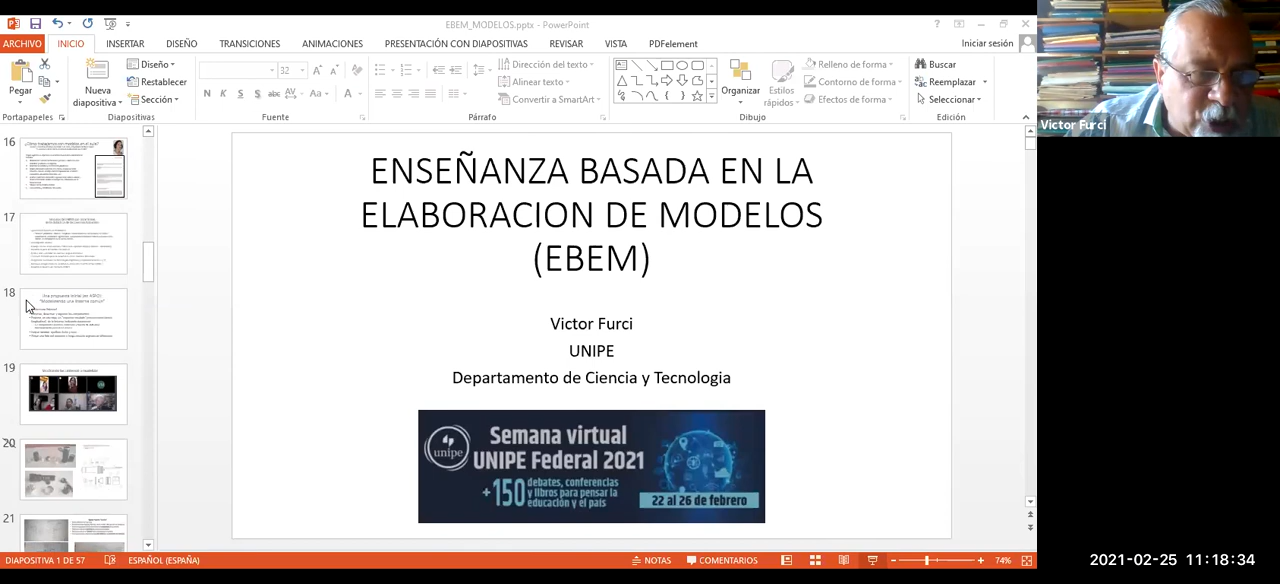 EBEM_MODELOS.pptx - PowerPoint
ARCHIVO INICIO INSERTAR DISEÑO TRANSICIONES ANIMACIONES PRESENTACIÓN CON DIAPOSITIVAS REVISAR VISTA PDFelement Iniciar sesión
Pegar
Nueva
diapositiva
Diseño
Restablecer
Sección
32
N K S S abc AV Aa A
Dirección del texto
Alinear texto
Convertir a SmartArt
Organizar
Estilos
rápidos
Relleno de forma
Contorno de forma
Efectos de forma
Buscar
Reemplazar
Seleccionar
Portapapeles Diapositivas Fuente Párrafo Dibujo Edición
16
17
18
19
20
21
ENSEÑANZA BASADA EN LA
ELABORACION DE MODELOS
(EBEM)
Victor Furci
UNIPE
Departamento de Ciencia y Tecnologia
unipe
Semana virtual
UNIPE Federal 2021
+150 debates, conferencias
y libros para pensar la
educación y el país
22 al 26 de febrero
DIAPOSITIVA 1 DE 57 ESPAÑOL (ESPAÑA) NOTAS COMENTARIOS 74%
Victor Furci
2021-02-25 11:18:34